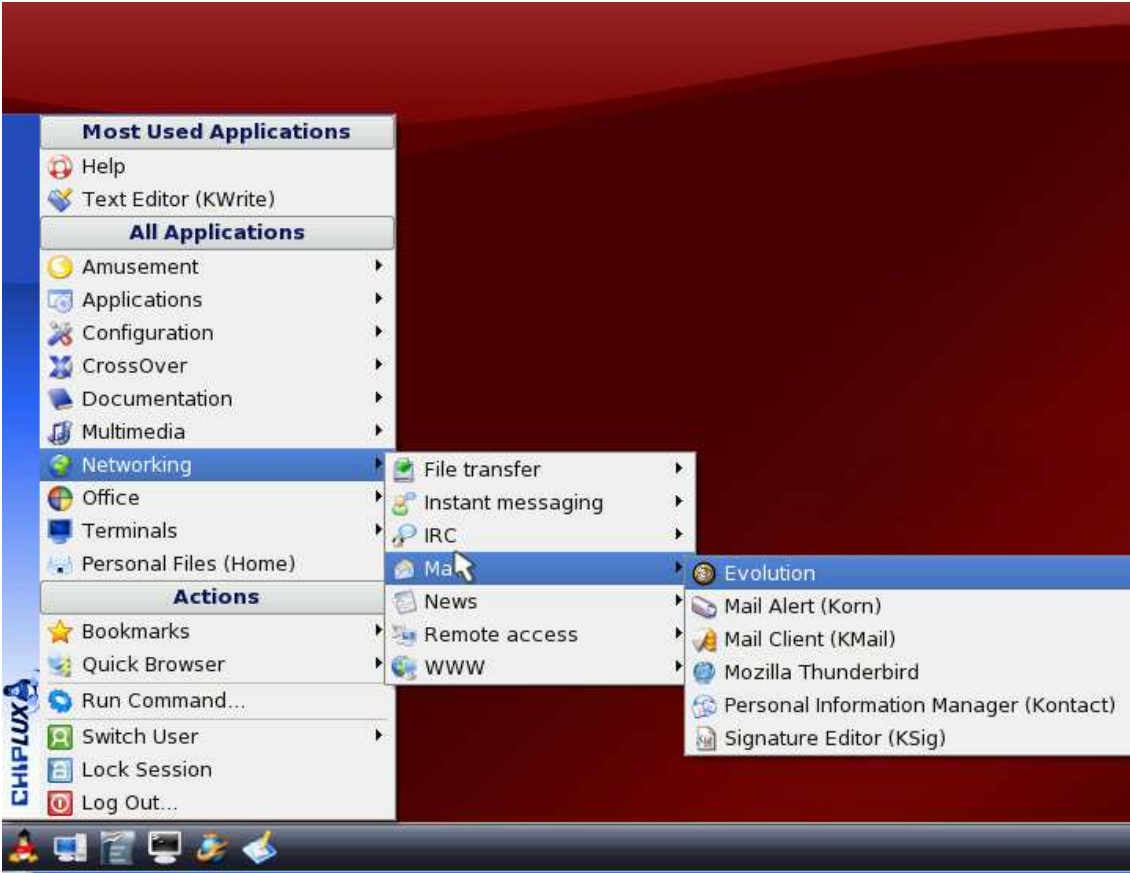 Most Used Applications
Help
Text Editor (KWrite)
All Applications
Amusement
Applications
Configuration
CrossOver
Documentation
Multimedia
Networking
Office
Terminals
Personal Files (Home)
Actions
Bookmarks
Quick Browser
Run Command...
Switch User
Lock Session
Log Out...
CHIPLUX
File transfer
Instant messaging
IRC
Ma
News
Remote access
WWW
Evolution
Mail Alert (Korn)
Mail Client (KMail)
Mozilla Thunderbird
Personal Information Manager (Kontact)
Signature Editor (KSig)